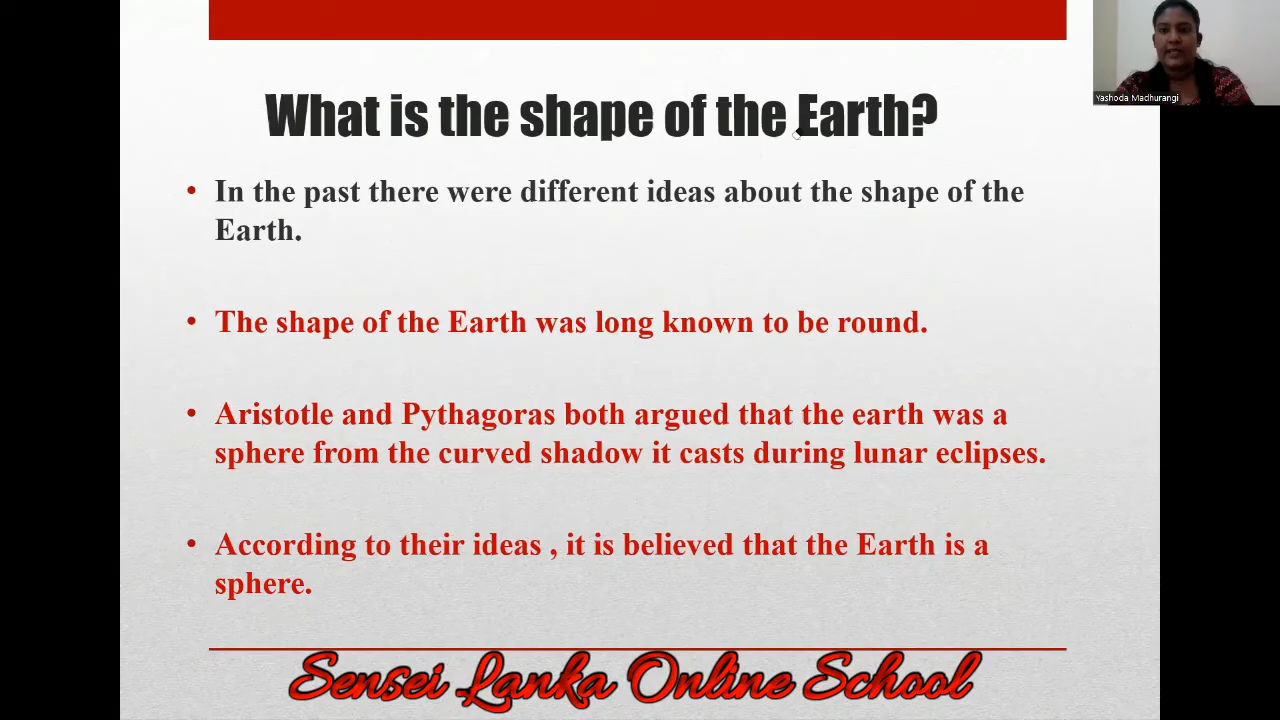 What is the shape of the Earth?
• In the past there were different ideas about the shape of the
Earth.
• The shape of the Earth was long known to be round.
• Aristotle and Pythagoras both argued that the earth was a
sphere from the curved shadow it casts during lunar eclipses.
• According to their ideas , it is believed that the Earth is a
sphere.
Sensei Lanka Online School
Yashoda Madhurangi